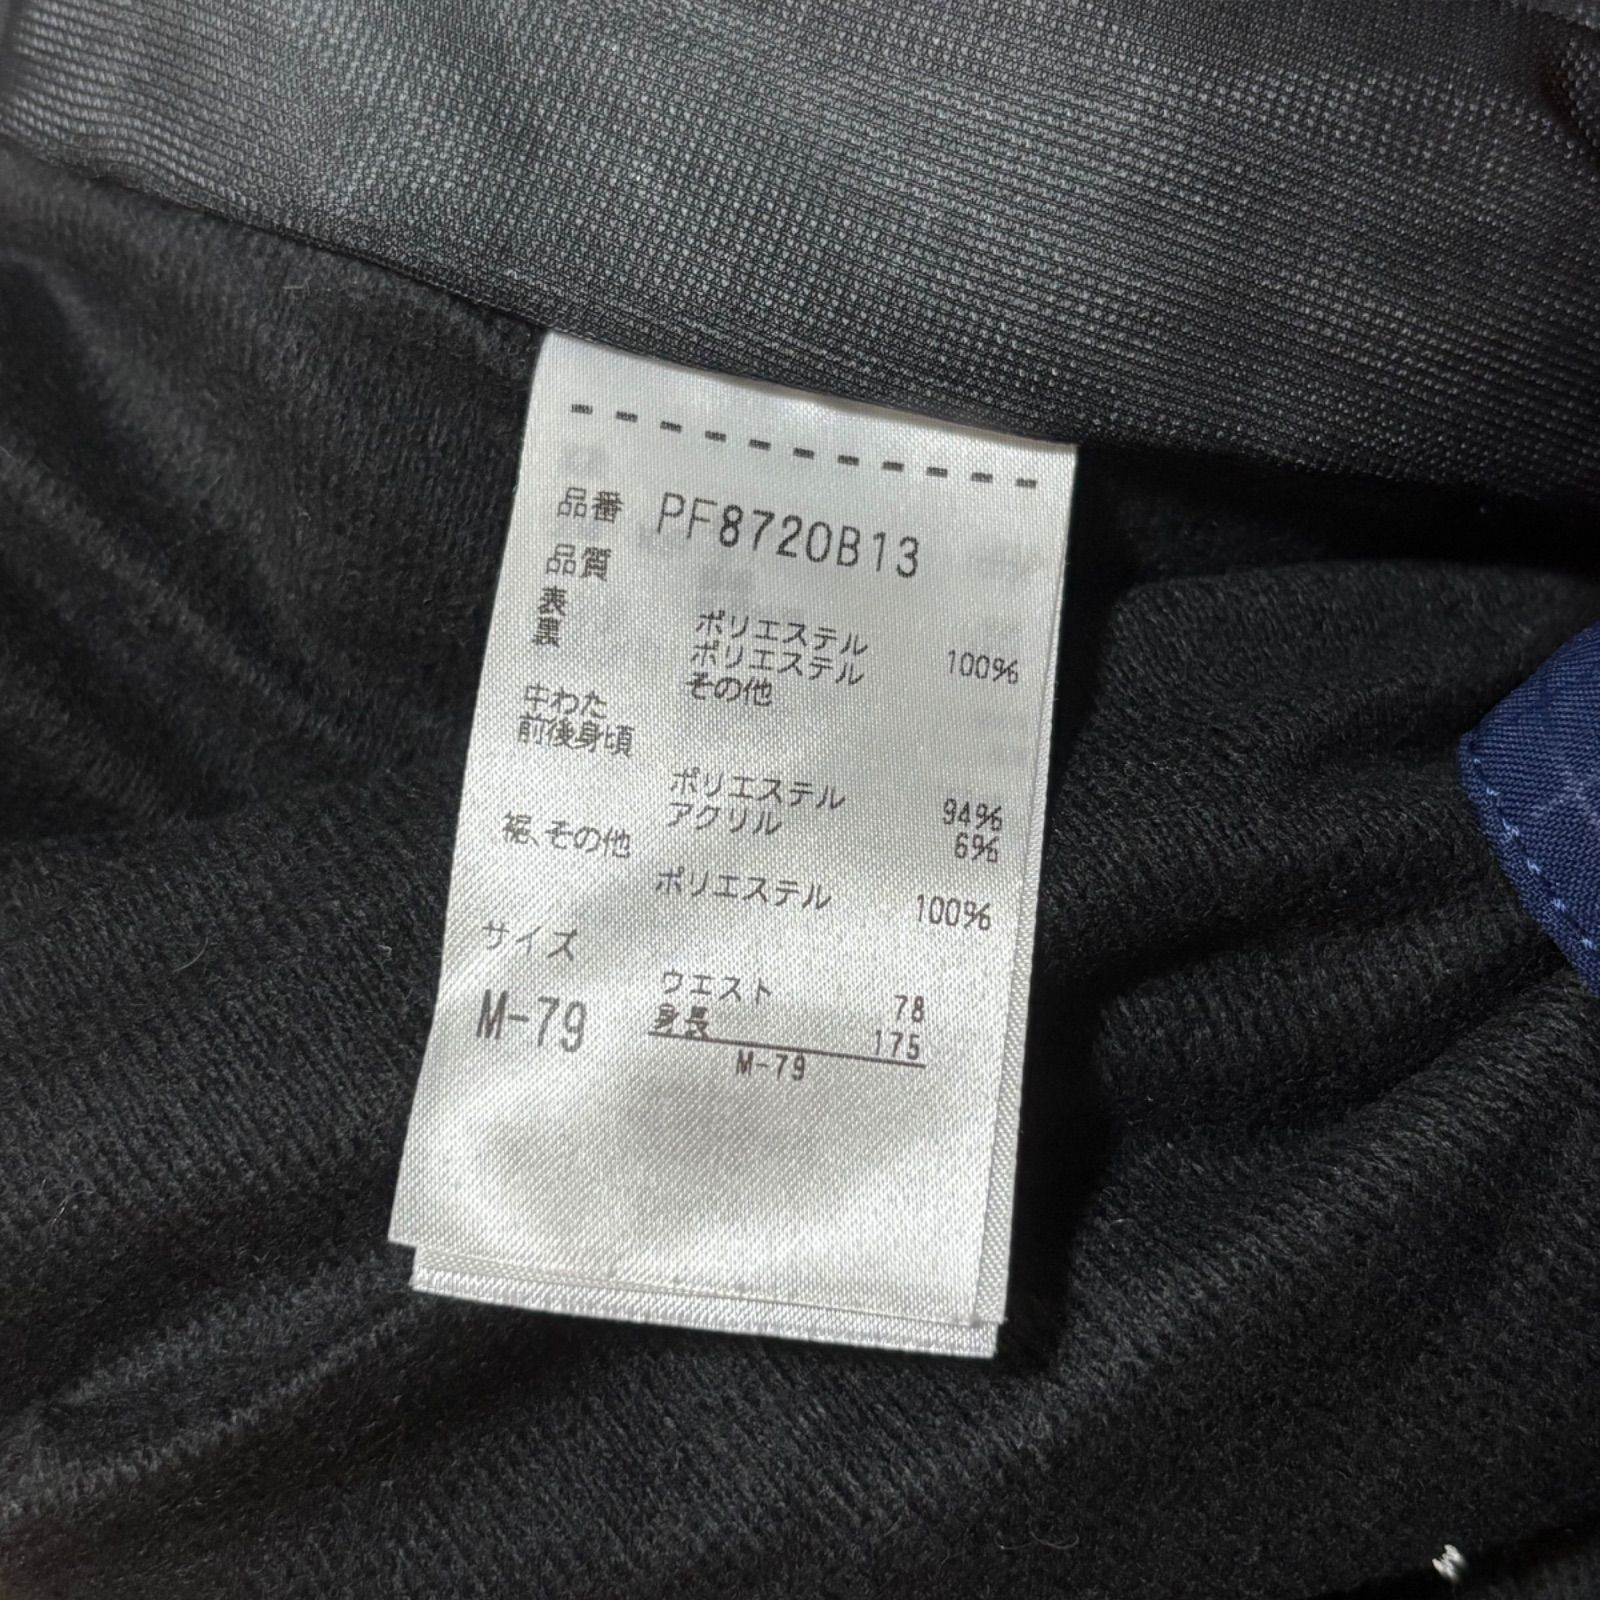 品番 PF8720B13
品質
表 ポリエステル 100%
裏 ポリエステル
その他
中わた
前後身頃
ポリエステル 94%
アクリル 6%
裾、その他
ポリエステル 100%
サイズ
M-79
ウエスト 78
身長 175
M-79